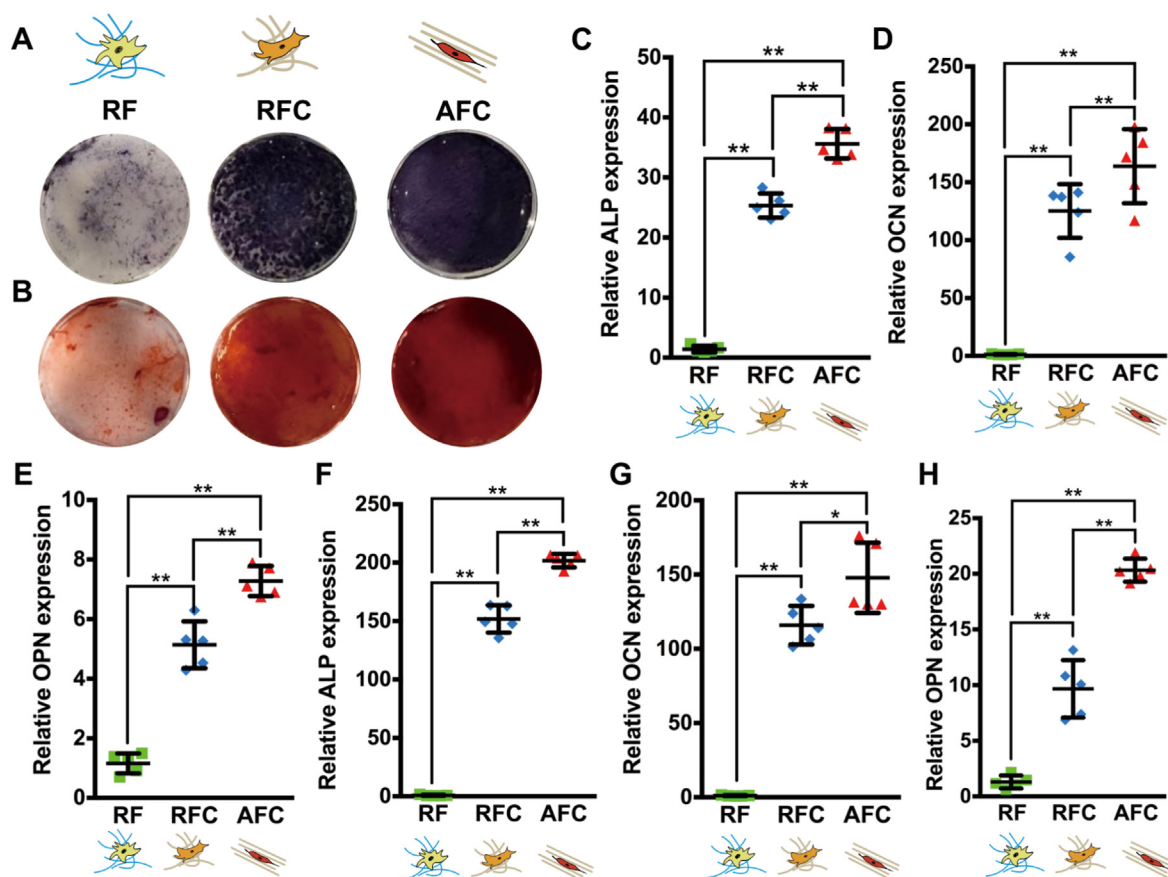 A
RF RFC AFC
B
C
Relative ALP expression
50
40
30
20
10
0
**
**
**
RF RFC AFC
D
Relative OCN expression
250
200
150
100
50
0
**
**
**
RF RFC AFC
E
Relative OPN expression
10
8
6
4
2
0
**
**
**
RF RFC AFC
F
Relative ALP expression
250
200
150
100
50
0
**
**
**
RF RFC AFC
G
Relative OCN expression
200
150
100
50
0
**
*
**
RF RFC AFC
H
Relative OPN expression
25
20
15
10
5
0
**
**
**
RF RFC AFC